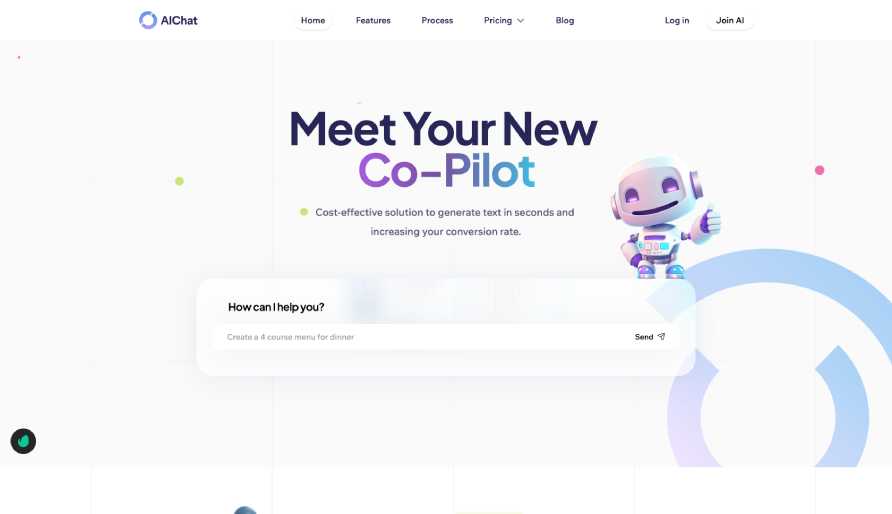 AIChat
Home
Features
Process
Pricing
Blog
Log in
Join AI
Meet Your New
Co-Pilot
Cost-effective solution to generate text in seconds and
increasing your conversion rate.
How can I help you?
Create a 4 course menu for dinner
Send